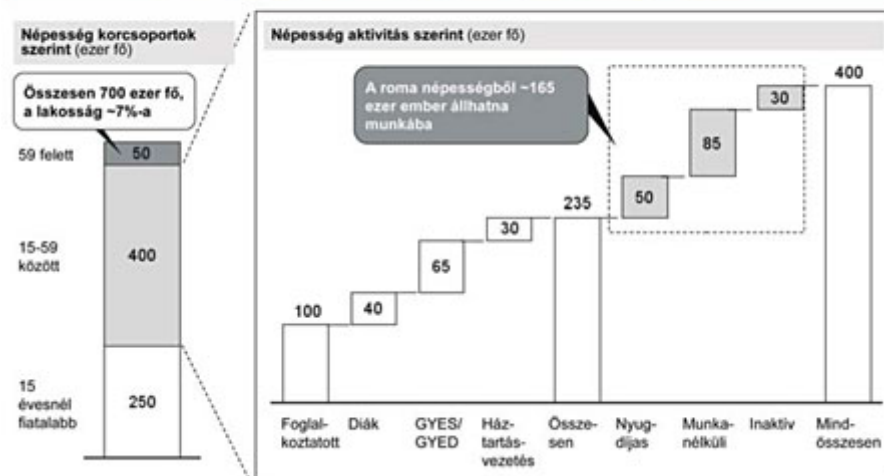 Népesség korcsoportok
szerint (ezer fő)
Összesen 700 ezer fő,
a lakosság ~7%-a
59 felett
50
15-59
között
400
15
évesnél
fiatalabb
250
Népesség aktivitás szerint (ezer fő)
A roma népességből ~165
ezer ember állhatna
munkába
100
40
65
30
235
50
85
30
400
Foglal-
koztatott
Diák
GYES/
GYED
Ház-
tartás-
vezetés
Össze-
sen
Nyug-
díjas
Munka-
nélküli
Inaktív
Mind-
összesen